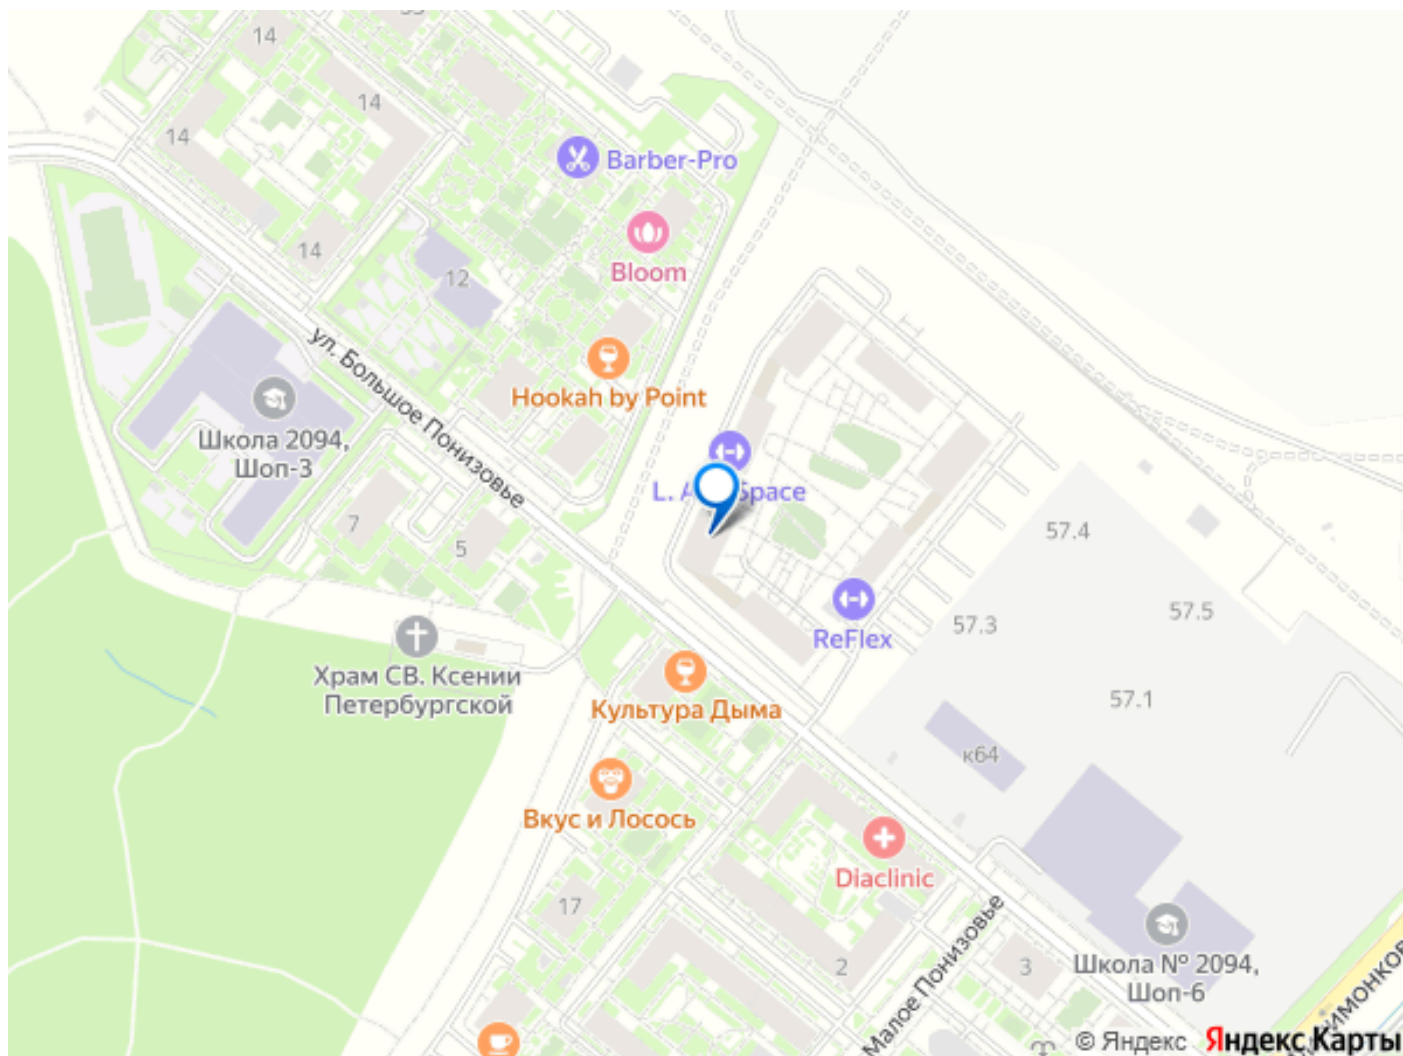 14
14
14
Barber-Pro
14
Bloom
12
ул. Большое Понизовье
Hookah by Point
Школа 2094,
Шоп-3
L.
Space
7
5
57.4
57.5
57.3
ReFlex
Храм СВ. Ксении
Петербургской
Культура Дыма
57.1
к64
Вкус и Лосось
Diaclinic
17
2
Малое Понизовье
3
Школа № 2094,
Шоп-6
© Яндекс Яндекс Карты